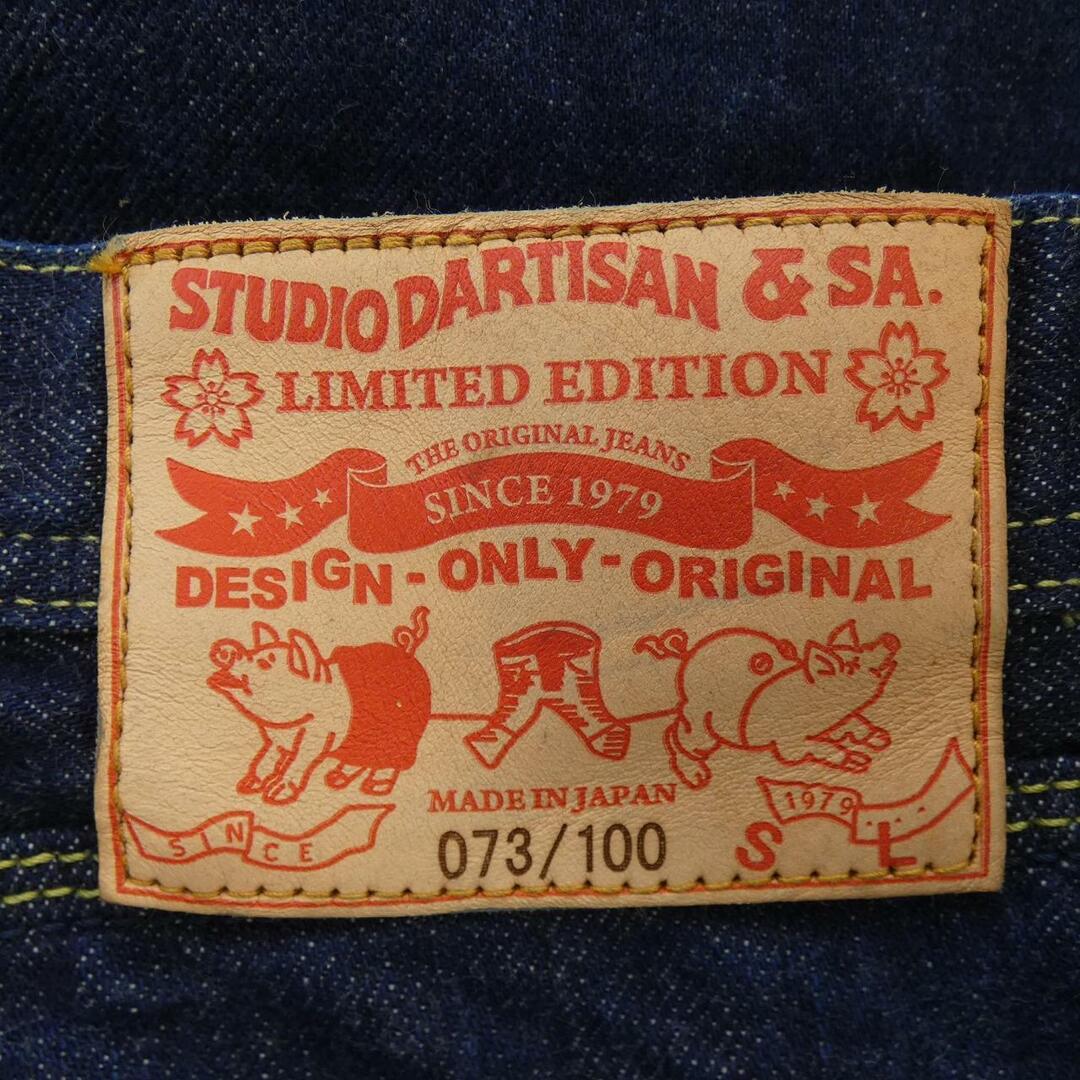 STUDIO DARTISAN & SA.
LIMITED EDITION
THE ORIGINAL JEANS
SINCE 1979
DESIGN - ONLY - ORIGINAL
MADE IN JAPAN
SINCE
1979
073/100
S L